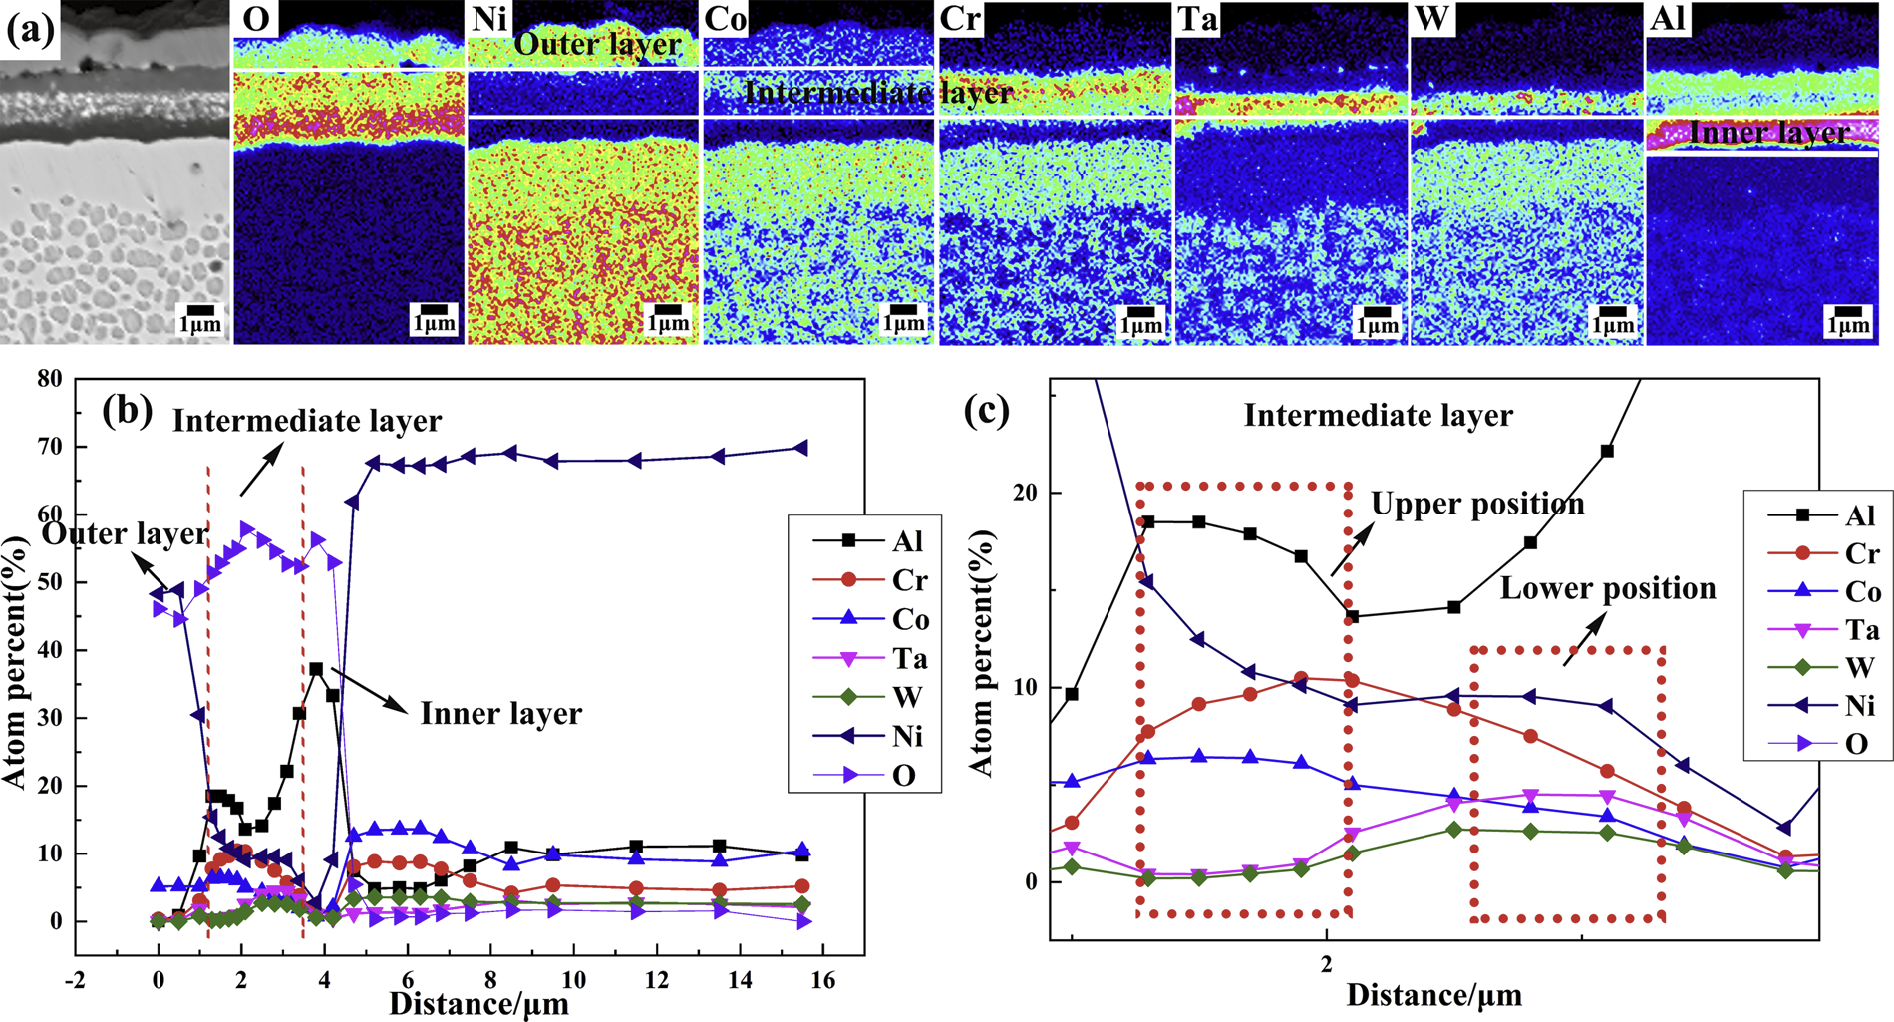 (a)
O
Ni
Co
Cr
Ta
W
Al
Outer layer
Intermediate layer
Inner layer
1μm
1μm
1μm
1μm
1μm
1μm
1μm
1μm
(b)
Intermediate layer
Outer layer
Inner layer
Atom percent(%)
80
70
60
50
40
30
20
10
0
-2
0
2
4
6
8
10
12
14
16
Distance/μm
Al
Cr
Co
Ta
W
Ni
O
(c)
Intermediate layer
Upper position
Lower position
Atom percent(%)
20
10
0
2
Distance/μm
Al
Cr
Co
Ta
W
Ni
O